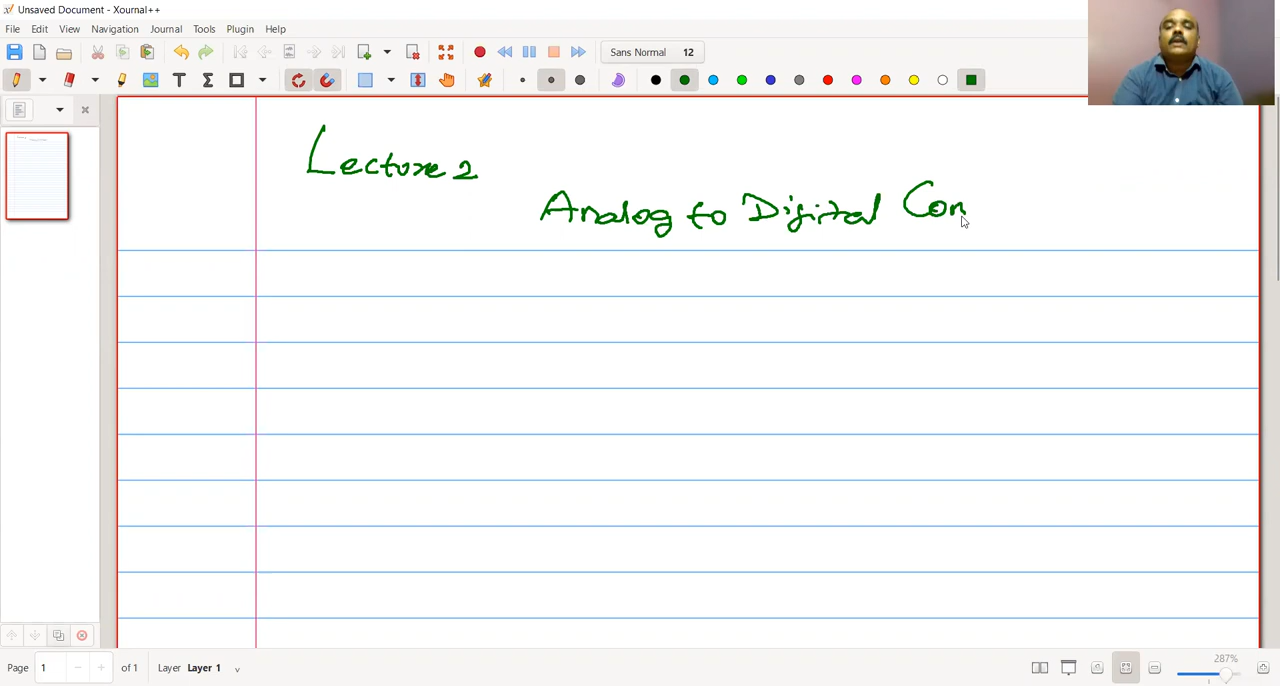 Unsaved Document - Xournal++
File Edit View Navigation Journal Tools Plugin Help
Sans Normal 12
Lecture 2
Analog to Digital Con
Page 1 of 1 Layer Layer 1
287%